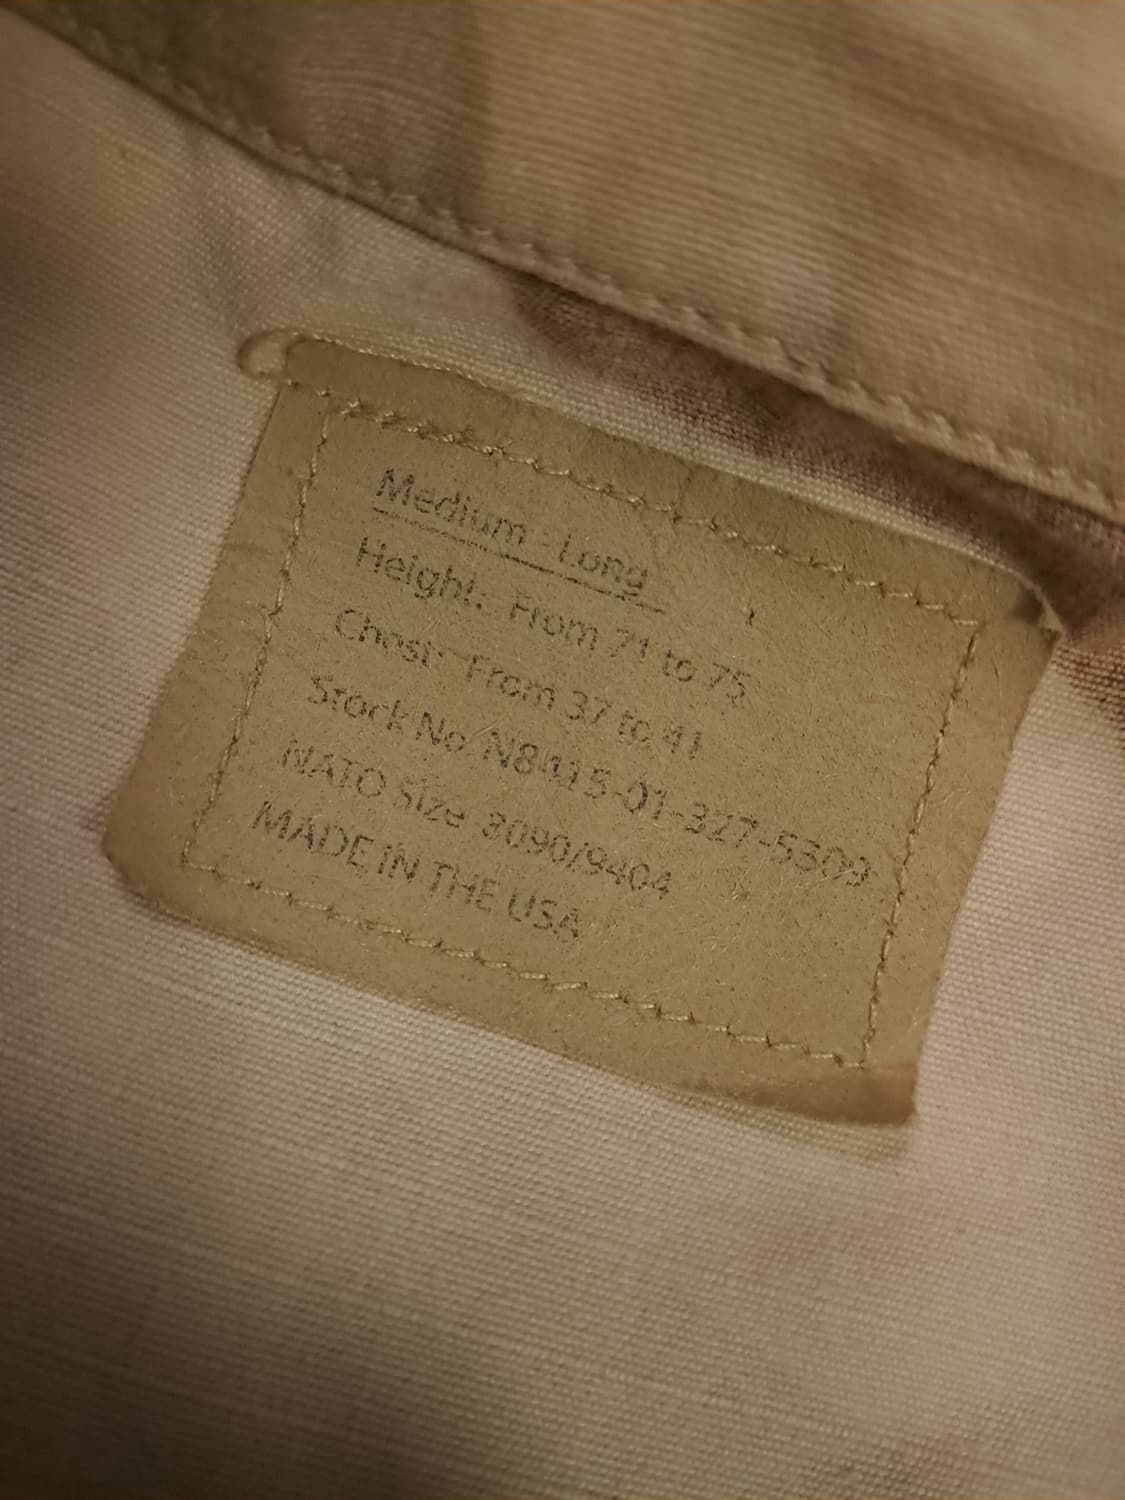 Medium - Long
Height: From 71 to 75
Chest: From 37 to 41
Stock No N8415-01-327-5309
NATO Size 8090/9404
MADE IN THE USA